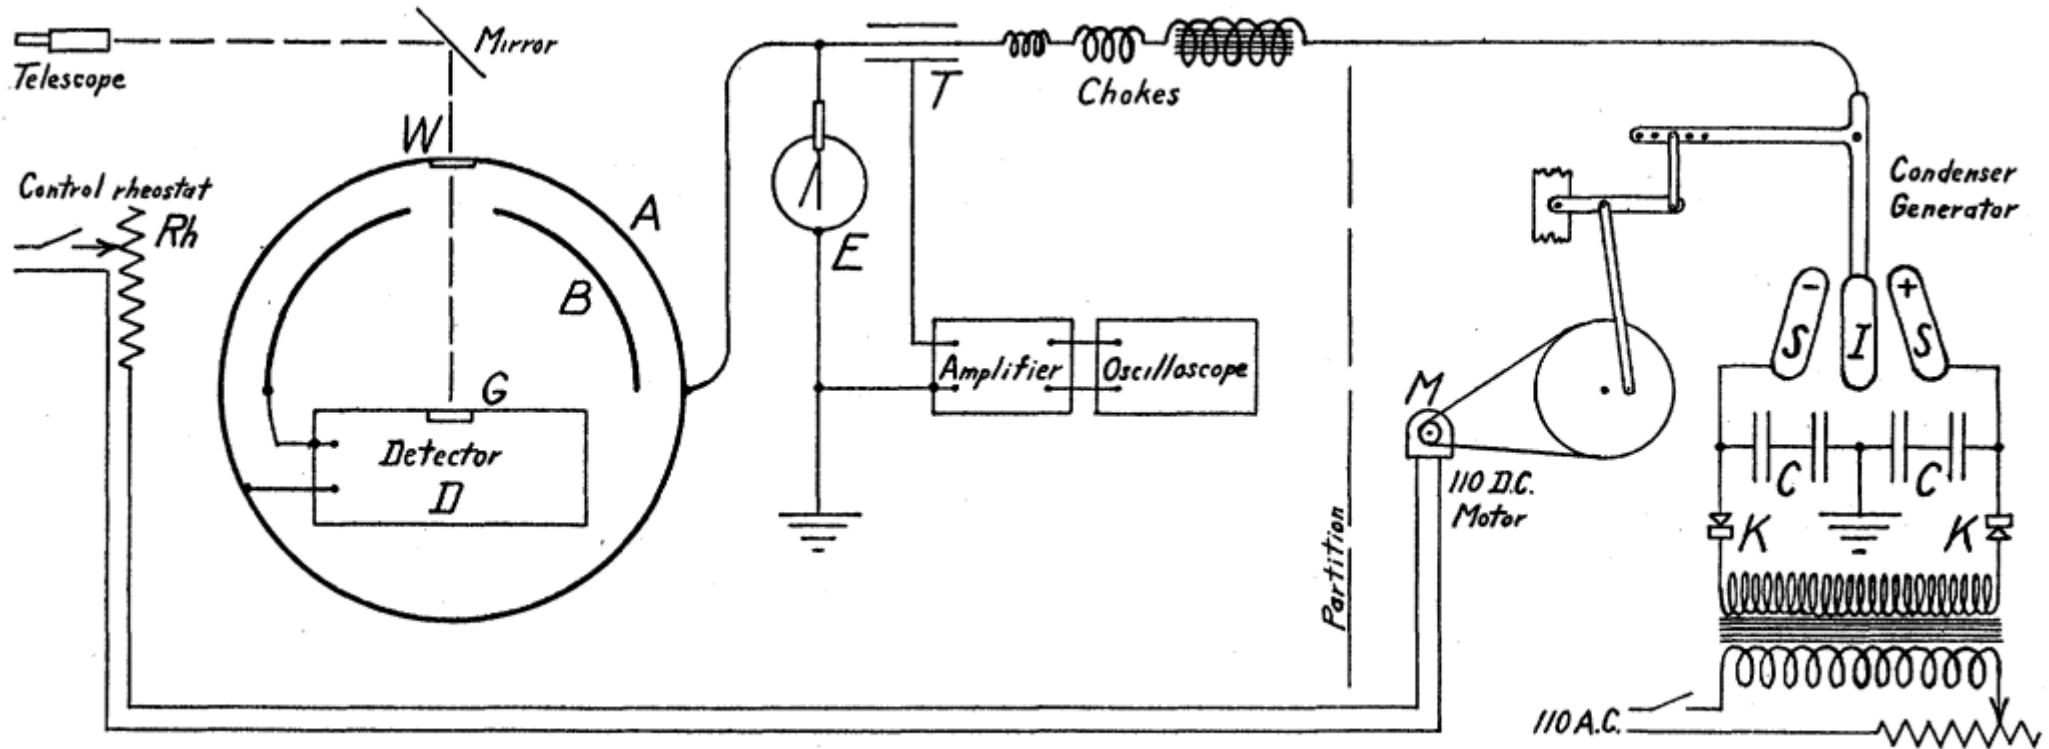 Mirror
Telescope
W
Control rheostat
Rh
A
B
G
Detector
D
E
T
Chokes
Amplifier
Oscilloscope
Partition
M
110 D.C.
Motor
Condenser
Generator
-
+
S
I
S
C
C
K
K
110 A.C.